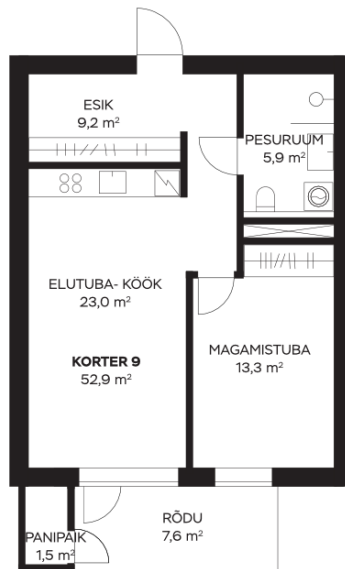 ESIK
9,2 m²
PESURUUM
5,9 m²
ELUTUBA- KÖÖK
23,0 m²
KORTER 9
52,9 m²
MAGAMISTUBA
13,3 m²
RÕDU
7,6 m²
PANIPAIK
1,5 m²